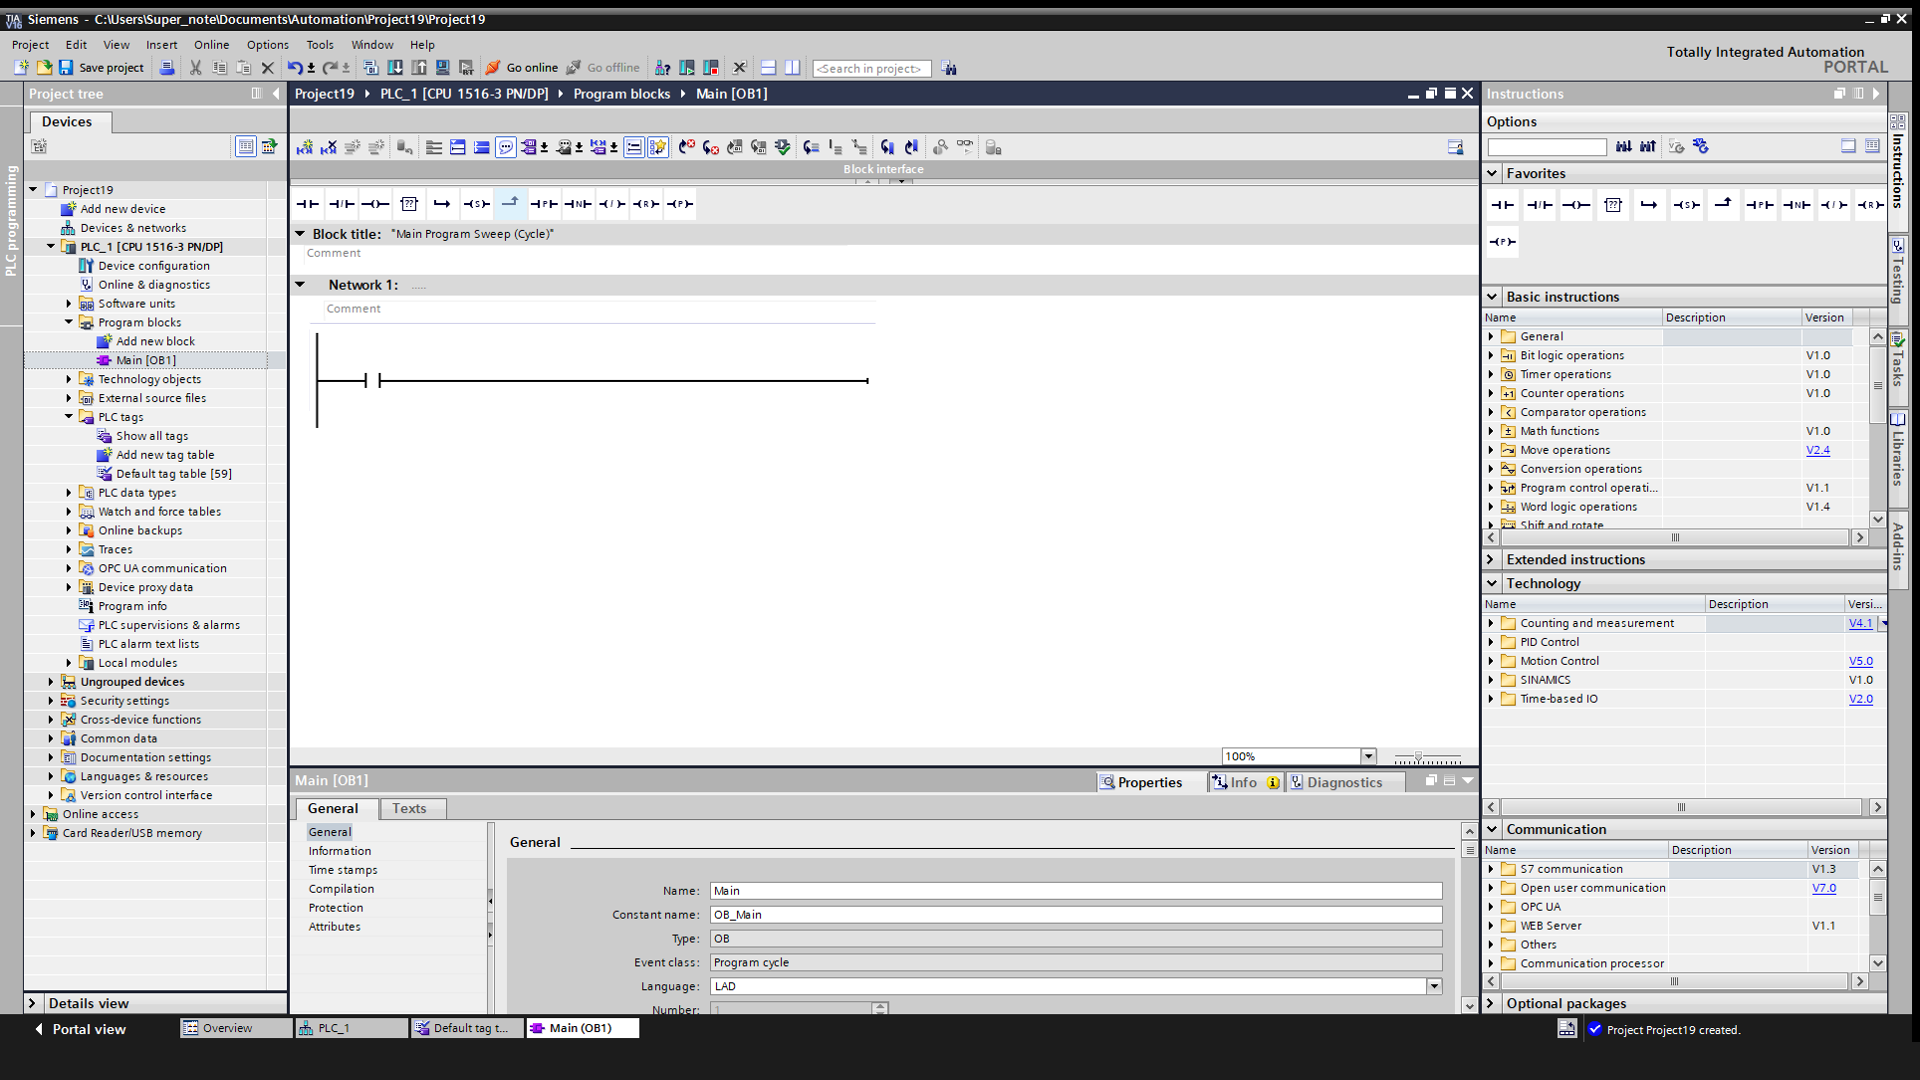 Siemens - C:\Users\Super_note\Documents\Automation\Project19\Project19
Project Edit View Insert Online Options Tools Window Help
Totally Integrated Automation
PORTAL
Save project
Go online
Go offline
<Search in project>
Project tree
Project19 PLC_1 [CPU 1516-3 PN/DP] Program blocks Main [OB1]
Instructions
Devices
Options
PLC programming
Block interface
Favorites
Project19
Add new device
Devices & networks
PLC_1 [CPU 1516-3 PN/DP]
Device configuration
Online & diagnostics
Software units
Program blocks
Add new block
Main [OB1]
Technology objects
External source files
PLC tags
Show all tags
Add new tag table
Default tag table [59]
PLC data types
Watch and force tables
Online backups
Traces
OPC UA communication
Device proxy data
Program info
PLC supervisions & alarms
PLC alarm text lists
Local modules
Ungrouped devices
Security settings
Cross-device functions
Common data
Documentation settings
Languages & resources
Version control interface
Online access
Card Reader/USB memory
Details view
Block title: "Main Program Sweep (Cycle)"
Comment
Network 1: .....
Comment
100%
Main [OB1]
Properties
Info
Diagnostics
General
Texts
General
Information
Time stamps
Compilation
Protection
Attributes
General
Name: Main
Constant name: OB_Main
Type: OB
Event class: Program cycle
Language: LAD
Number: 1
Basic instructions
Name Description Version
General
Bit logic operations V1.0
Timer operations V1.0
Counter operations V1.0
Comparator operations
Math functions V1.0
Move operations V2.4
Conversion operations
Program control operati... V1.1
Word logic operations V1.4
Shift and rotate
Extended instructions
Technology
Name Description Versi...
Counting and measurement V4.1
PID Control
Motion Control V5.0
SINAMICS V1.0
Time-based IO V2.0
Communication
Name Description Version
S7 communication V1.3
Open user communication V7.0
OPC UA
WEB Server V1.1
Others
Communication processor
Optional packages
Instructions
Testing
Tasks
Libraries
Add-ins
Portal view
Overview
PLC_1
Default tag t...
Main (OB1)
Project Project19 created.